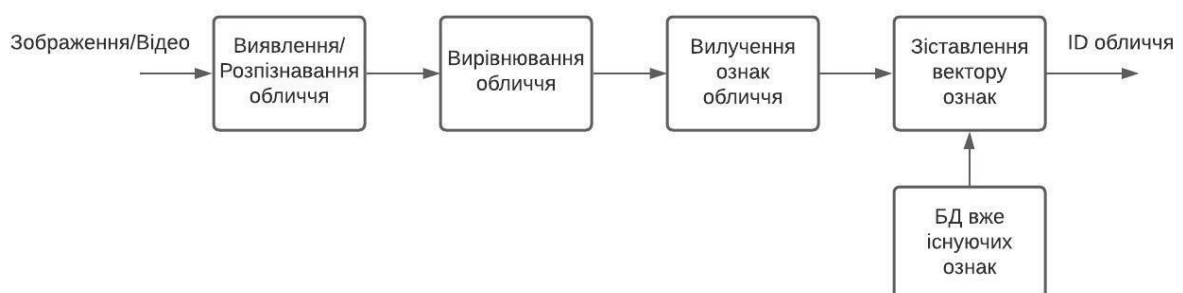 Зображення/Відео
Виявлення/
Розпізнавання
обличчя
Вирівнювання
обличчя
Вилучення
ознак
обличчя
Зіставлення
вектору
ознак
ID обличчя
БД вже
існуючих
ознак